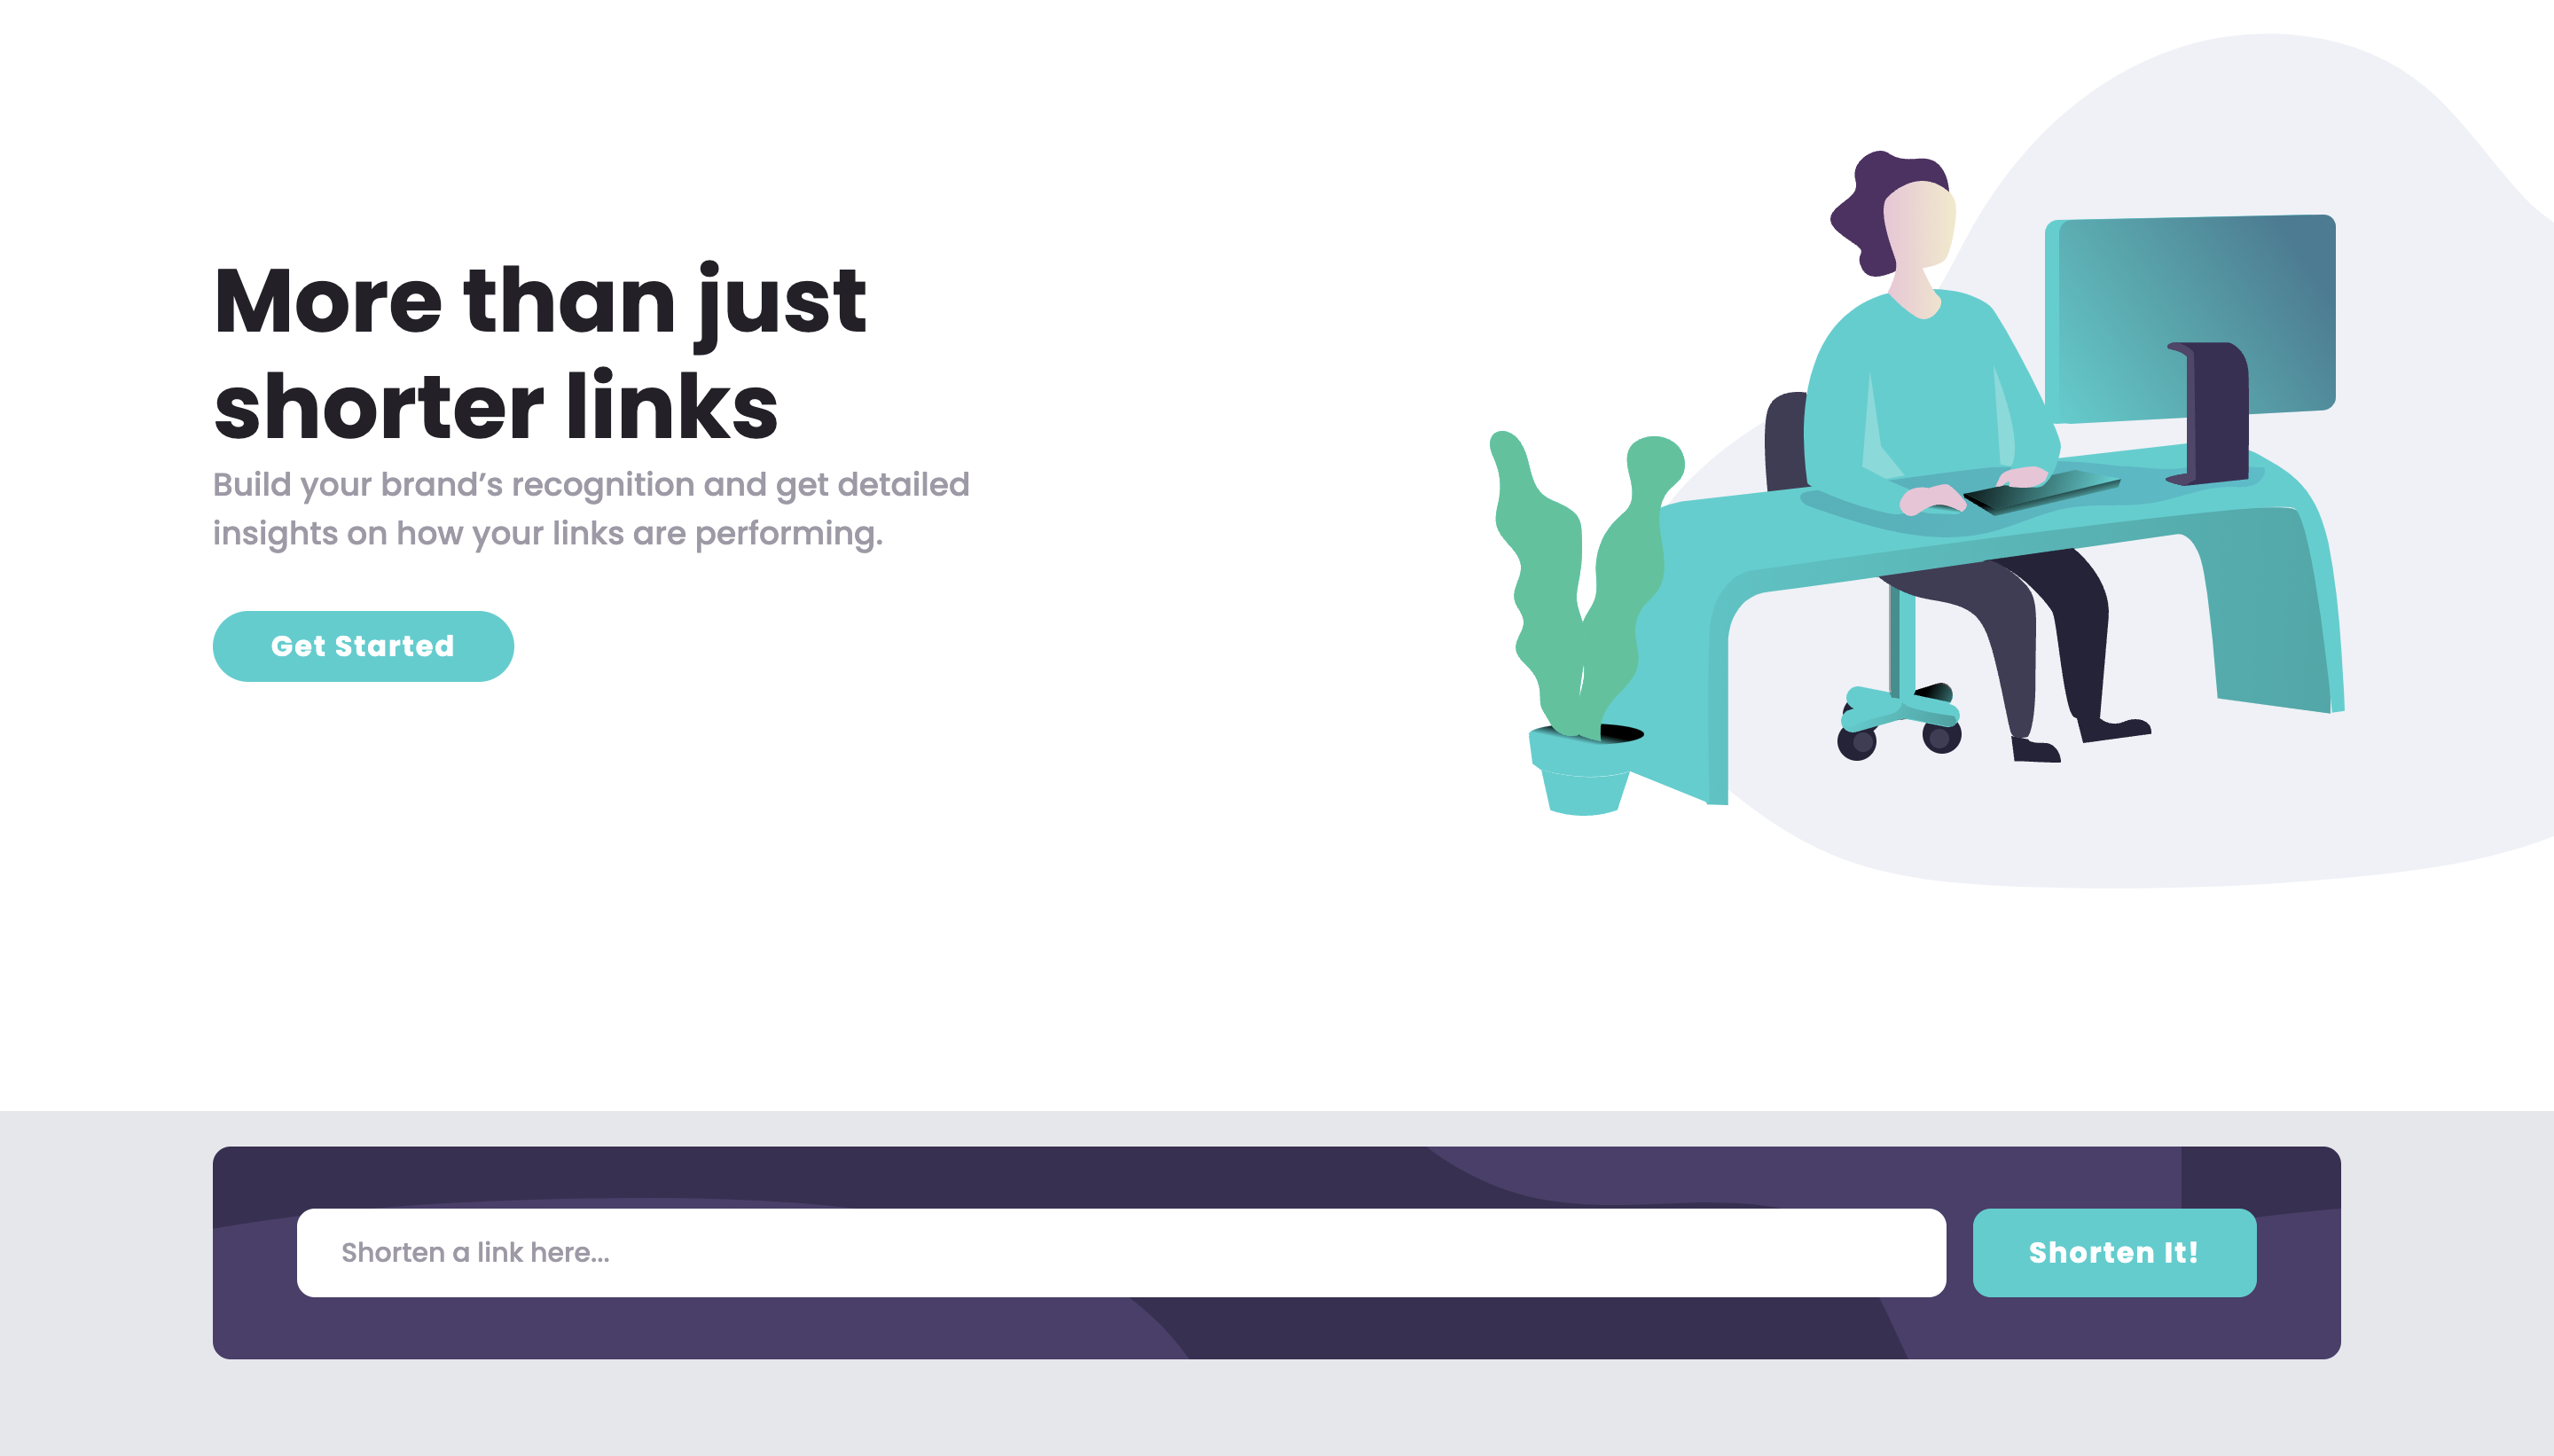 More than just
shorter links
Build your brand’s recognition and get detailed
insights on how your links are performing.
Get Started
Shorten a link here...
Shorten It!